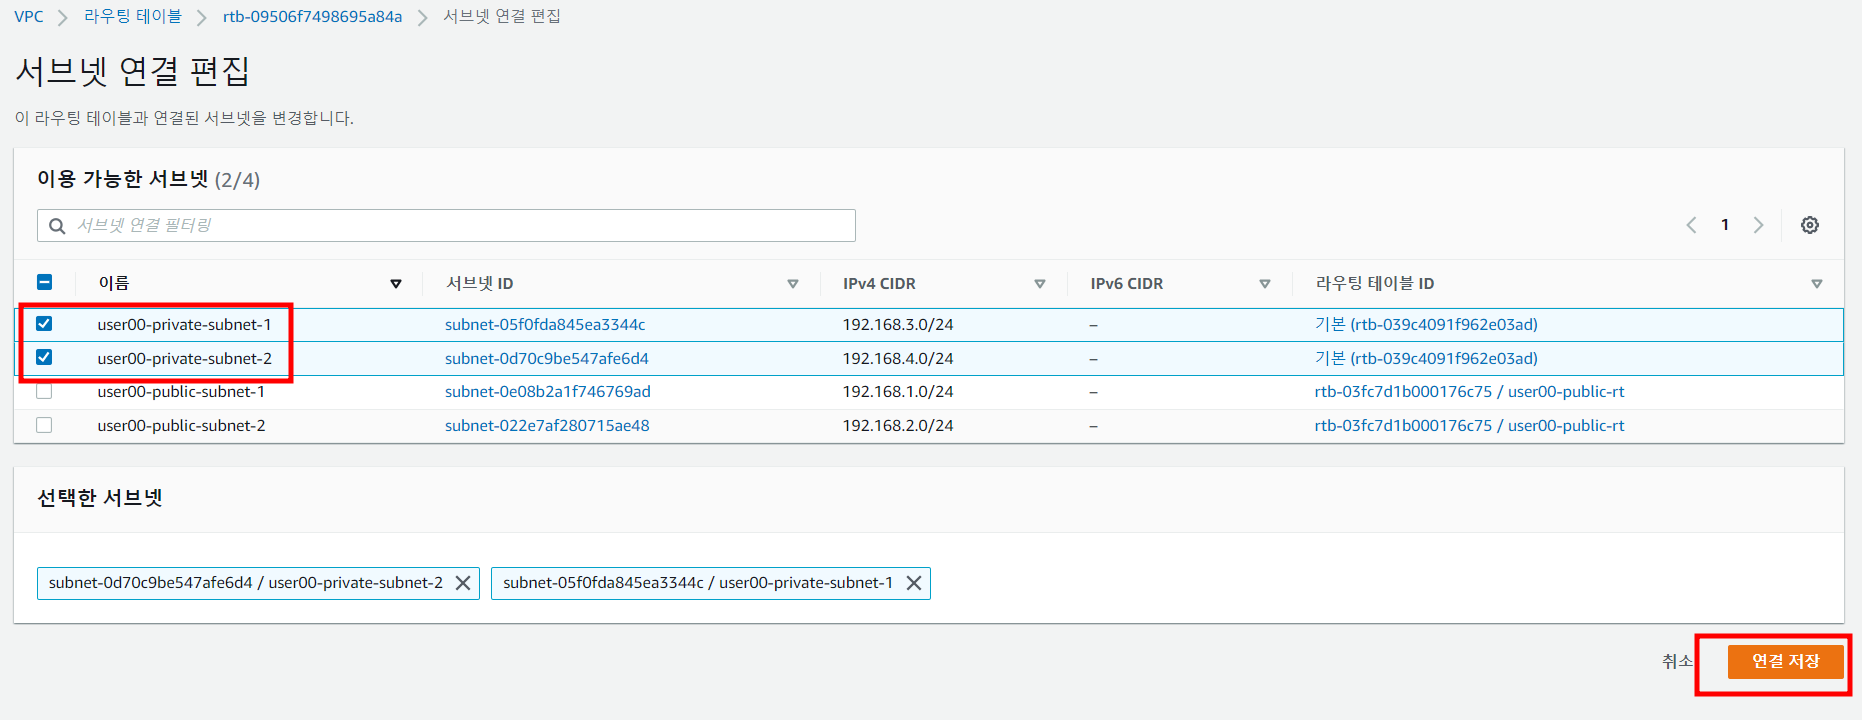 VPC > 라우팅 테이블 > rtb-09506f7498695a84a > 서브넷 연결 편집
서브넷 연결 편집
이 라우팅 테이블과 연결된 서브넷을 변경합니다.
이용 가능한 서브넷 (2/4)
서브넷 연결 필터링
1
이름 서브넷 ID IPv4 CIDR IPv6 CIDR 라우팅 테이블 ID
user00-private-subnet-1 subnet-05f0fda845ea3344c 192.168.3.0/24 – 기본 (rtb-039c4091f962e03ad)
user00-private-subnet-2 subnet-0d70c9be547afe6d4 192.168.4.0/24 – 기본 (rtb-039c4091f962e03ad)
user00-public-subnet-1 subnet-0e08b2a1f746769ad 192.168.1.0/24 – rtb-03fc7d1b000176c75 / user00-public-rt
user00-public-subnet-2 subnet-022e7af280715ae48 192.168.2.0/24 – rtb-03fc7d1b000176c75 / user00-public-rt
선택한 서브넷
subnet-0d70c9be547afe6d4 / user00-private-subnet-2 subnet-05f0fda845ea3344c / user00-private-subnet-1
취소 연결 저장